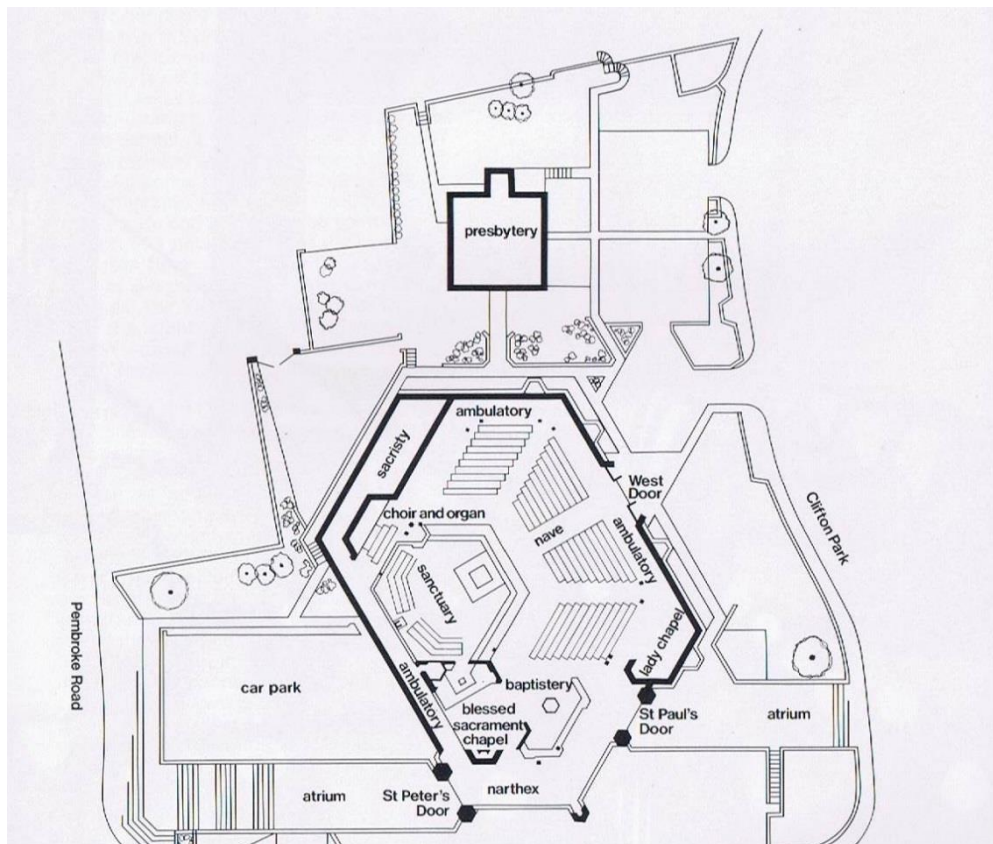 presbytery
ambulatory
sacristy
West
Door
choir and organ
nave
ambulatory
Clifton Park
sanctuary
Pembroke Road
lady chapel
car park
ambulatory
baptistery
blessed
sacrament
chapel
St Paul's
Door
atrium
atrium
St Peter's
Door
narthex